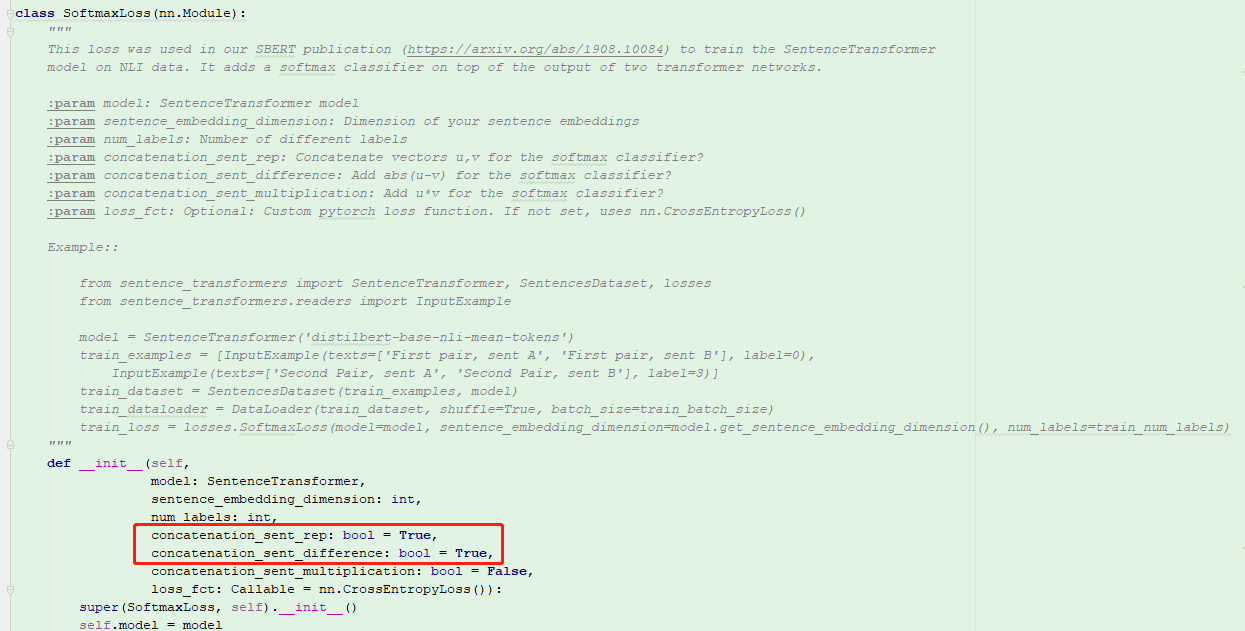 class SoftmaxLoss(nn.Module):
"""
This loss was used in our SBERT publication (https://arxiv.org/abs/1908.10084) to train the SentenceTransformer
model on NLI data. It adds a softmax classifier on top of the output of two transformer networks.
:param model: SentenceTransformer model
:param sentence_embedding_dimension: Dimension of your sentence embeddings
:param num_labels: Number of different labels
:param concatenation_sent_rep: Concatenate vectors u,v for the softmax classifier?
:param concatenation_sent_difference: Add abs(u-v) for the softmax classifier?
:param concatenation_sent_multiplication: Add u*v for the softmax classifier?
:param loss_fct: Optional: Custom pytorch loss function. If not set, uses nn.CrossEntropyLoss()
Example::
from sentence_transformers import SentenceTransformer, SentencesDataset, losses
from sentence_transformers.readers import InputExample
model = SentenceTransformer('distilbert-base-nli-mean-tokens')
train_examples = [InputExample(texts=['First pair, sent A', 'First pair, sent B'], label=0),
InputExample(texts=['Second Pair, sent A', 'Second Pair, sent B'], label=3)]
train_dataset = SentencesDataset(train_examples, model)
train_dataloader = DataLoader(train_dataset, shuffle=True, batch_size=train_batch_size)
train_loss = losses.SoftmaxLoss(model=model, sentence_embedding_dimension=model.get_sentence_embedding_dimension(), num_labels=train_num_labels)
"""
def __init__(self,
model: SentenceTransformer,
sentence_embedding_dimension: int,
num_labels: int,
concatenation_sent_rep: bool = True,
concatenation_sent_difference: bool = True,
concatenation_sent_multiplication: bool = False,
loss_fct: Callable = nn.CrossEntropyLoss()):
super(SoftmaxLoss, self).__init__()
self.model = model